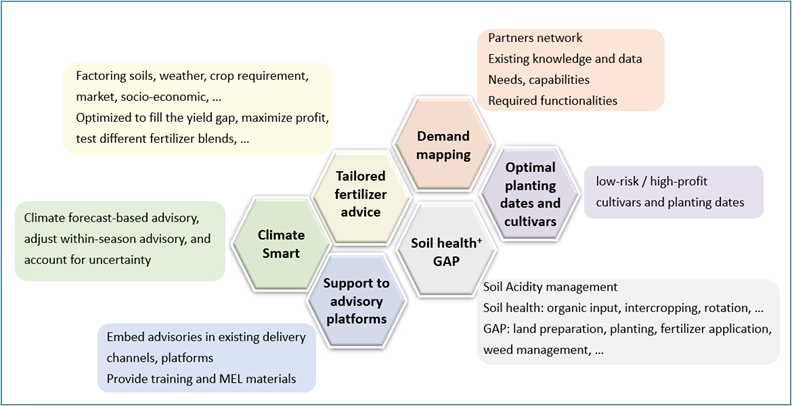 Partners network
Existing knowledge and data
Needs, capabilities
Required functionalities
Factoring soils, weather, crop requirement,
market, socio-economic, ...
Optimized to fill the yield gap, maximize profit,
test different fertilizer blends, ...
Demand
mapping
Tailored
fertilizer
advice
Optimal
planting
dates and
cultivars
low-risk / high-profit
cultivars and planting dates
Climate forecast-based advisory,
adjust within-season advisory, and
account for uncertainty
Climate
Smart
Soil health⁺
GAP
Support to
advisory
platforms
Soil Acidity management
Soil health: organic input, intercropping, rotation, ...
GAP: land preparation, planting, fertilizer application,
weed management, ...
Embed advisories in existing delivery
channels, platforms
Provide training and MEL materials